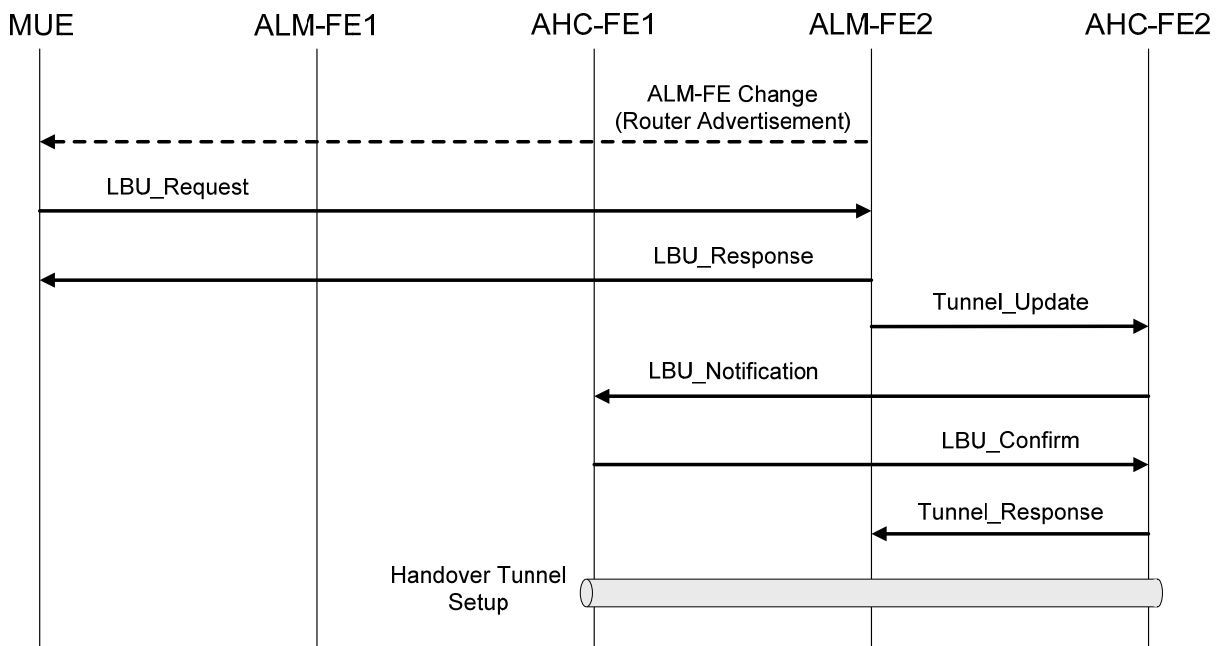 MUE
ALM-FE1
AHC-FE1
ALM-FE2
AHC-FE2
ALM-FE Change
(Router Advertisement)
LBU_Request
LBU_Response
Tunnel_Update
LBU_Notification
LBU_Confirm
Tunnel_Response
Handover Tunnel
Setup